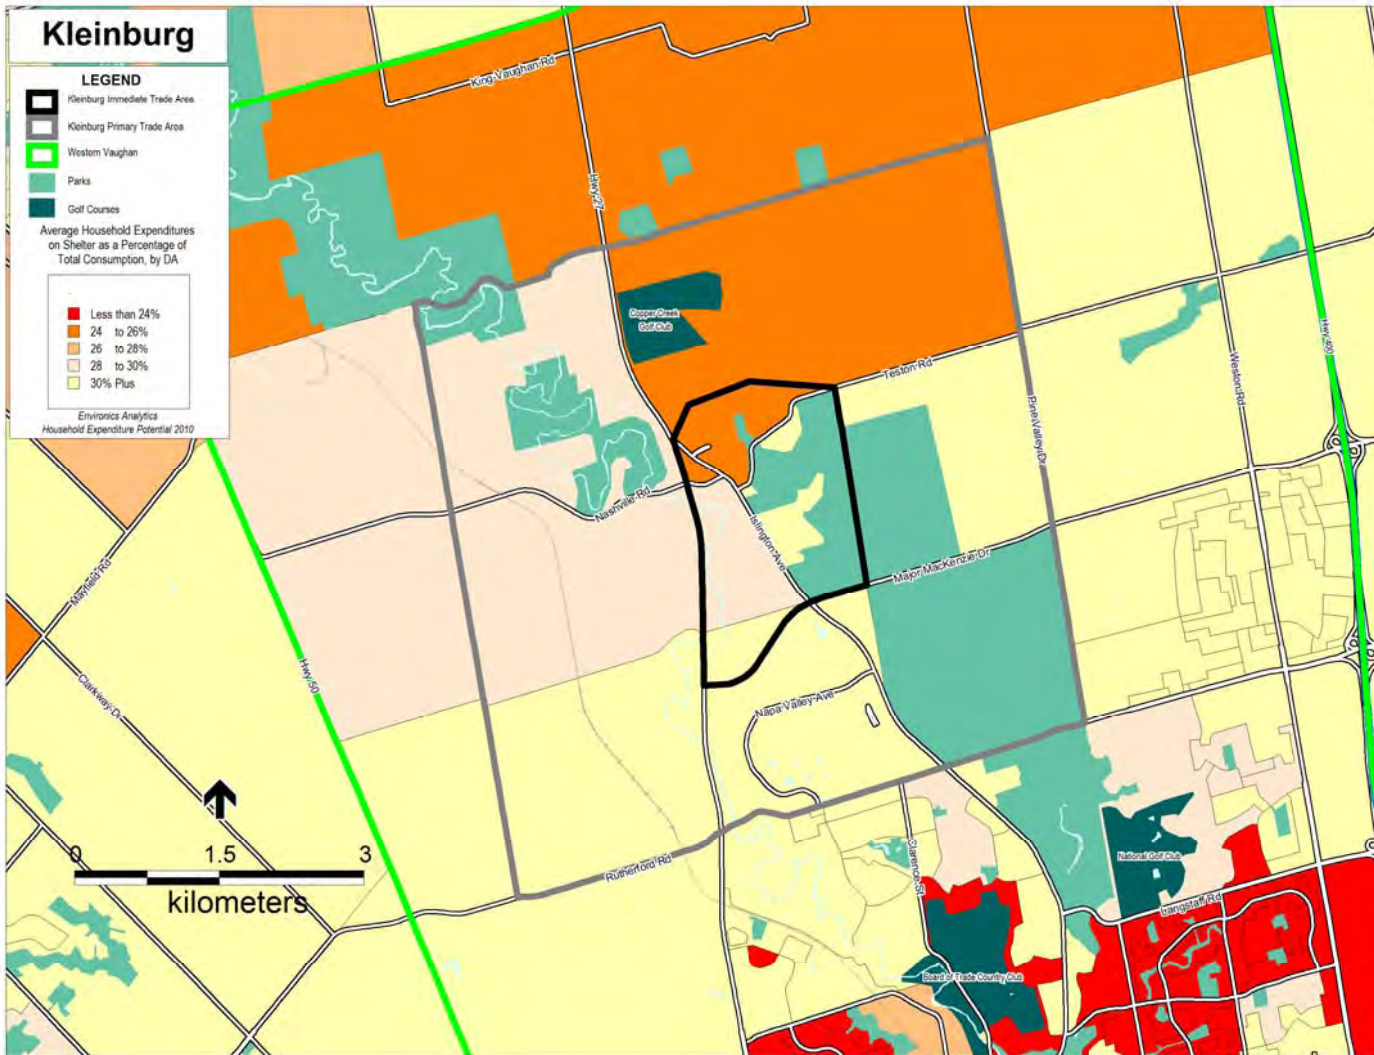 Kleinburg
LEGEND
Kleinburg Immediate Trade Area
Kleinburg Primary Trade Area
Western Vaughan
Parks
Golf Courses
Average Household Expenditures
on Shelter as a Percentage of
Total Consumption, by DA
Less than 24%
24 to 26%
26 to 28%
28 to 30%
30% Plus
Environics Analytics
Household Expenditure Potential 2010
King-Vaughan Rd
Hwy 27
Copper Creek
Golf Club
Teston Rd
Pine Valley Dr
Weston Rd
Hwy 400
Nashville Rd
Islington Ave
Major MacKenzie Dr
Mayfield Rd
Clarkway Dr
Hwy 50
Napa Valley Ave
0 1.5 3
kilometers
Rutherford Rd
Clarence St
National Golf Club
Langstaff Rd
Board of Trade Country Club